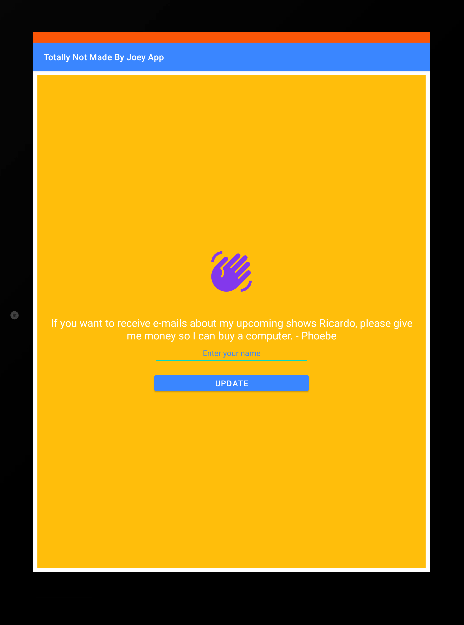 Totally Not Made By Joey App
If you want to receive e-mails about my upcoming shows Ricardo, please give
me money so I can buy a computer. - Phoebe
Enter your name
UPDATE